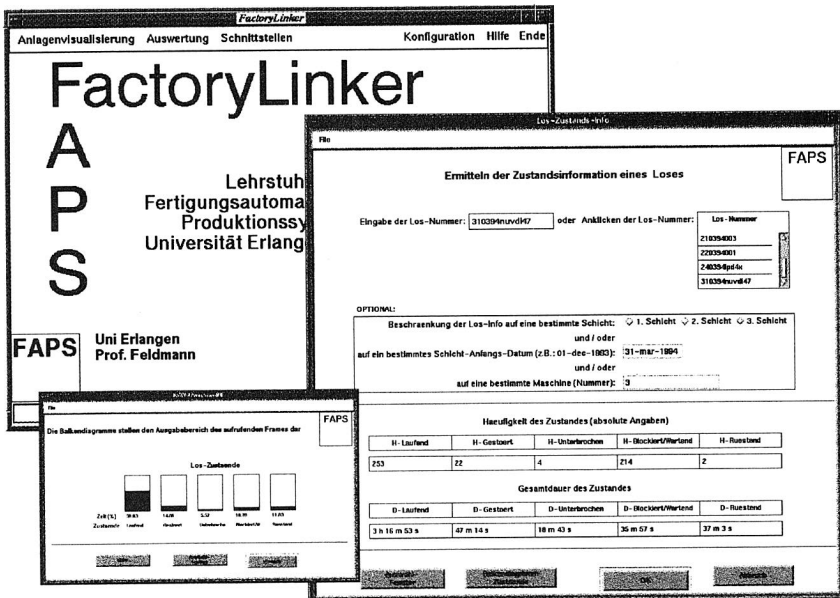 FactoryLinker
Anlagenvisualisierung Auswertung Schnittstellen Konfiguration Hilfe Ende
FactoryLinker
A
P
S
Lehrstuh
Fertigungsautoma
Produktionssy
Universität Erlang
FAPS
Uni Erlangen
Prof. Feldmann
Los-Zustands-Info
File
FAPS
Ermitteln der Zustandsinformation eines Loses
Eingabe der Los-Nummer: 310394nuvdl47 oder Anklicken der Los-Nummer:
Los-Nummer
210394003
220394001
240394lpd4x
310394nuvdl47
OPTIONAL:
Beschraenkung der Los-Info auf eine bestimmte Schicht: 1. Schicht 2. Schicht 3. Schicht
und / oder
auf ein bestimmtes Schicht-Anfangs-Datum (z.B.: 01-dec-1993): 31-mar-1994
und / oder
auf eine bestimmte Maschine (Nummer): 3
Haeufigkeit des Zustandes (absolute Angaben)
H-Laufend H-Gestoert H-Unterbrochen H-Blockiert/Wartend H-Ruestend
253 22 4 214 2
Gesamtdauer des Zustandes
D-Laufend D-Gestoert D-Unterbrochen D-Blockiert/Wartend D-Ruestend
3 h 16 m 53 s 47 m 14 s 18 m 43 s 35 m 57 s 37 m 3 s
OK
File
FAPS
Die Balkendiagramme stellen den Ausgabebereich des aufrufenden Frames dar
Los-Zustaende
Zeit (%)
Zustaende Laufend Gestoert Ruestend